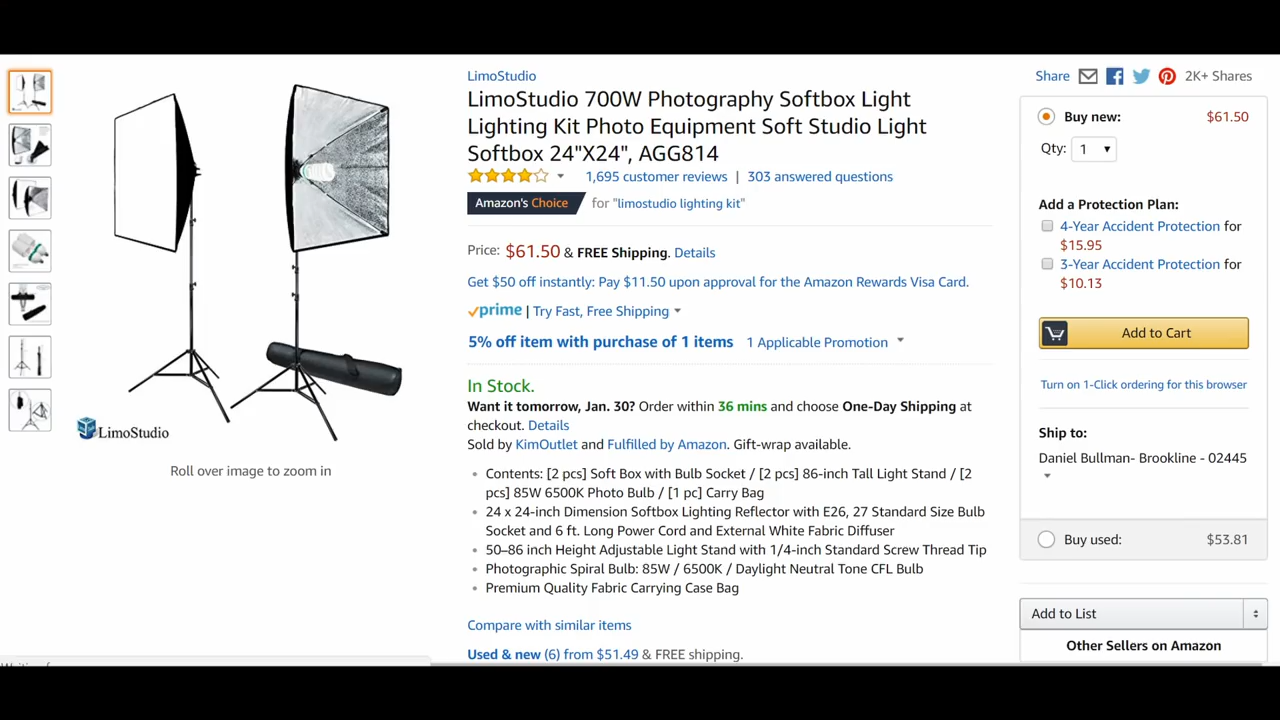 LimoStudio
LimoStudio 700W Photography Softbox Light
Lighting Kit Photo Equipment Soft Studio Light
Softbox 24"X24", AGG814
1,695 customer reviews | 303 answered questions
Amazon's Choice for "limostudio lighting kit"
Price: $61.50 & FREE Shipping. Details
Get $50 off instantly: Pay $11.50 upon approval for the Amazon Rewards Visa Card.
prime | Try Fast, Free Shipping
5% off item with purchase of 1 items 1 Applicable Promotion
In Stock.
Want it tomorrow, Jan. 30? Order within 36 mins and choose One-Day Shipping at
checkout. Details
Sold by KimOutlet and Fulfilled by Amazon. Gift-wrap available.
Contents: [2 pcs] Soft Box with Bulb Socket / [2 pcs] 86-inch Tall Light Stand / [2
pcs] 85W 6500K Photo Bulb / [1 pc] Carry Bag
24 x 24-inch Dimension Softbox Lighting Reflector with E26, 27 Standard Size Bulb
Socket and 6 ft. Long Power Cord and External White Fabric Diffuser
50–86 inch Height Adjustable Light Stand with 1/4-inch Standard Screw Thread Tip
Photographic Spiral Bulb: 85W / 6500K / Daylight Neutral Tone CFL Bulb
Premium Quality Fabric Carrying Case Bag
Compare with similar items
Used & new (6) from $51.49 & FREE shipping.
LimoStudio
Roll over image to zoom in
Share 2K+ Shares
Buy new: $61.50
Qty: 1
Add a Protection Plan:
4-Year Accident Protection for
$15.95
3-Year Accident Protection for
$10.13
Add to Cart
Turn on 1-Click ordering for this browser
Ship to:
Daniel Bullman- Brookline - 02445
Buy used: $53.81
Add to List
Other Sellers on Amazon